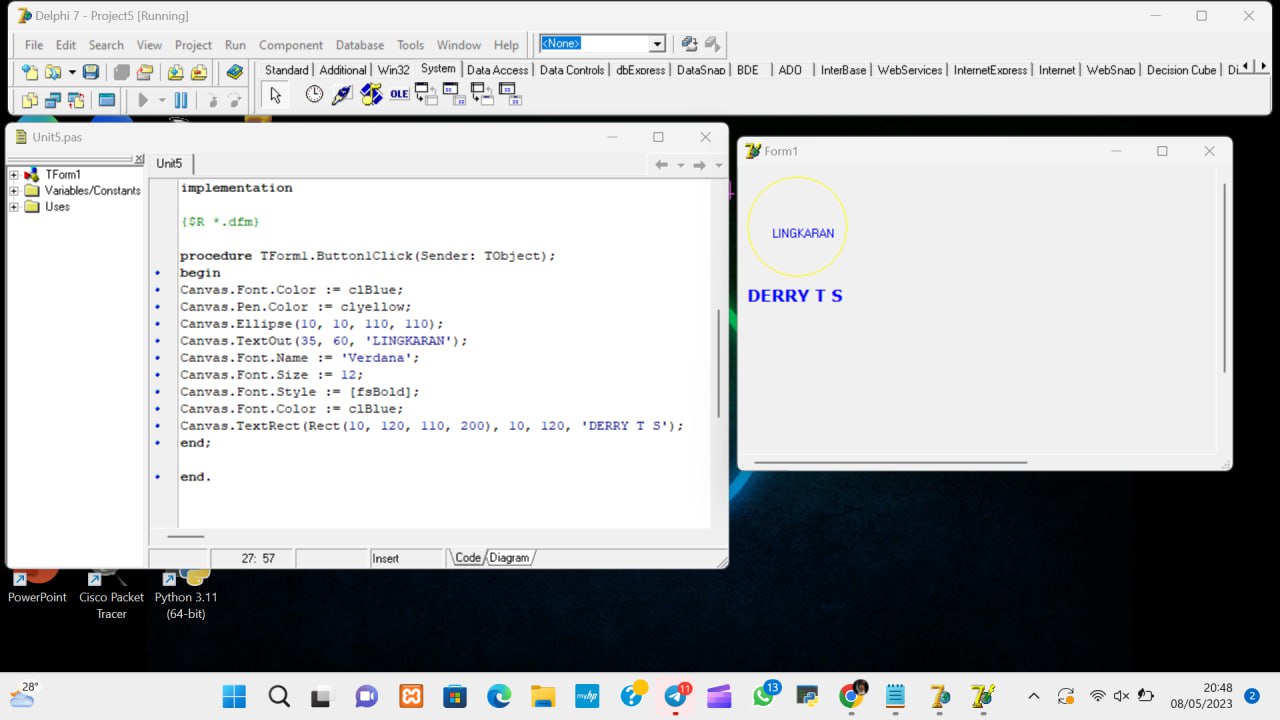 Delphi 7 - Project5 [Running]
File Edit Search View Project Run Component Database Tools Window Help
<None>
Standard Additional Win32 System Data Access Data Controls dbExpress DataSnap BDE ADO InterBase WebServices InternetExpress Internet WebSnap Decision Cube
OLE
Unit5.pas
TForm1
Variables/Constants
Uses
Unit5
implementation
{$R *.dfm}
procedure TForm1.Button1Click(Sender: TObject);
begin
Canvas.Font.Color := clBlue;
Canvas.Pen.Color := clyellow;
Canvas.Ellipse(10, 10, 110, 110);
Canvas.TextOut(35, 60, 'LINGKARAN');
Canvas.Font.Name := 'Verdana';
Canvas.Font.Size := 12;
Canvas.Font.Style := [fsBold];
Canvas.Font.Color := clBlue;
Canvas.TextRect(Rect(10, 120, 110, 200), 10, 120, 'DERRY T S');
end;
end.
27: 57
Insert
Code Diagram
Form1
LINGKARAN
DERRY T S
PowerPoint
Cisco Packet
Tracer
Python 3.11
(64-bit)
28°
myhp
11
13
20:48
08/05/2023
2